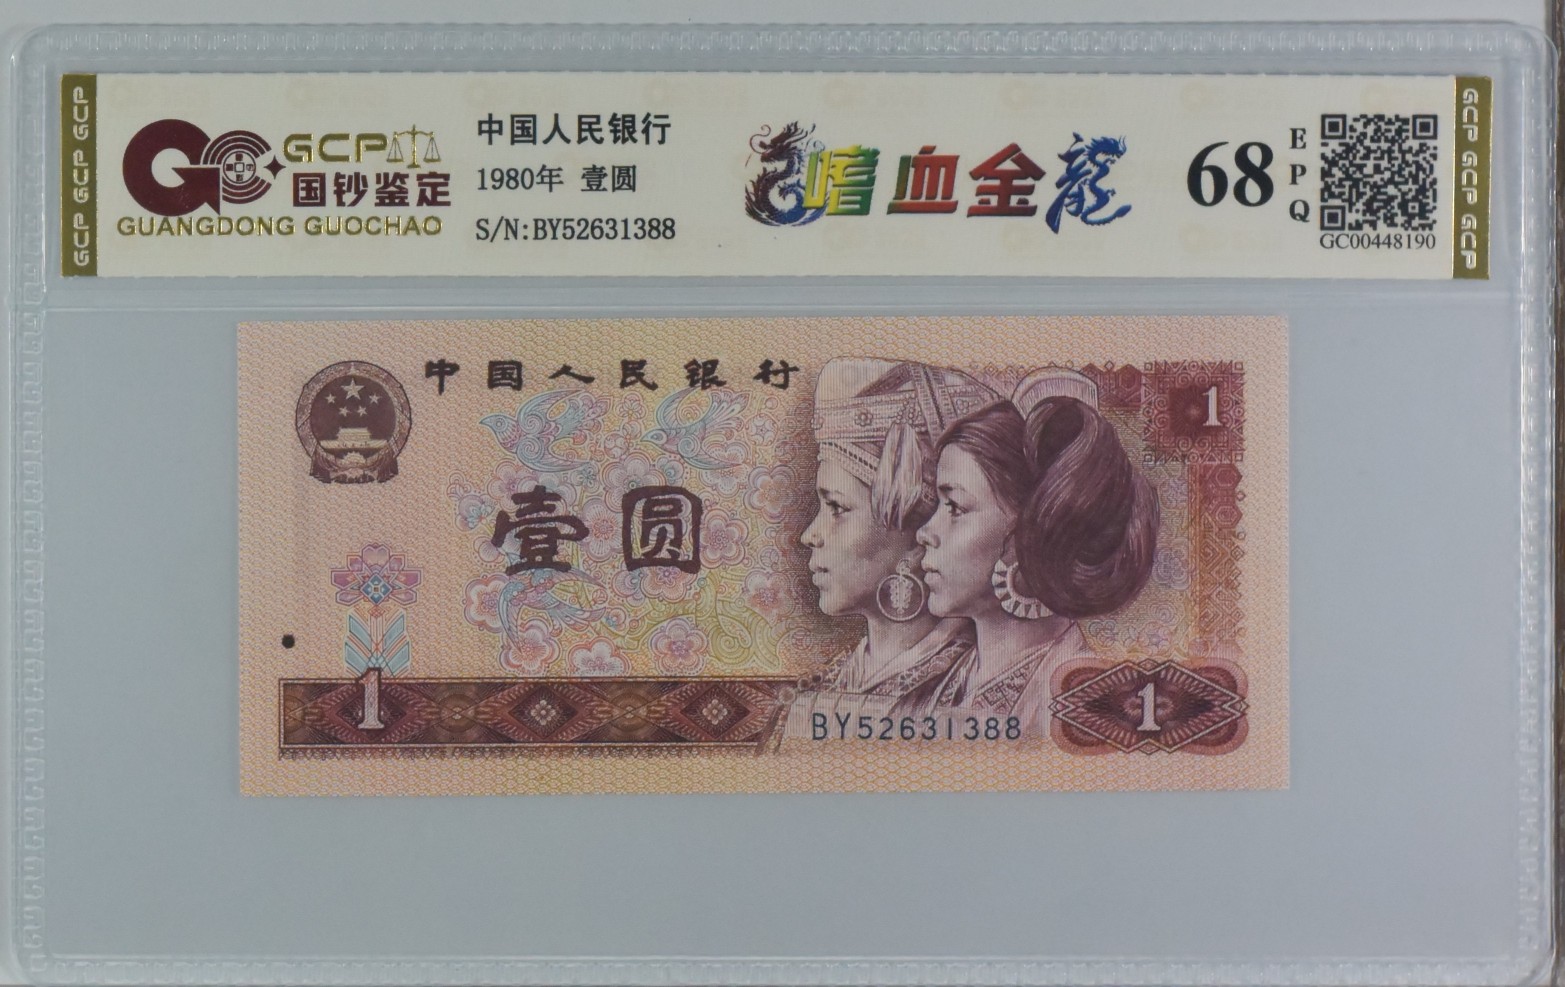 GCP GCP GCP
GCP
国钞鉴定
GUANGDONG GUOCHAO
中国人民银行
1980年 壹圆
S/N:BY52631388
嗜血金龍
68
EPQ
GC00448190
GCP GCP GCP
中国人民银行
1
壹圆
1
BY52631388
1